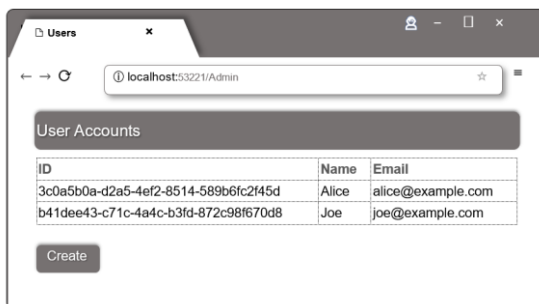 Users
localhost:53221/Admin
User Accounts
ID Name Email
3c0a5b0a-d2a5-4ef2-8514-589b6fc2f45d Alice alice@example.com
b41dee43-c71c-4a4c-b3fd-872c98f670d8 Joe joe@example.com
Create